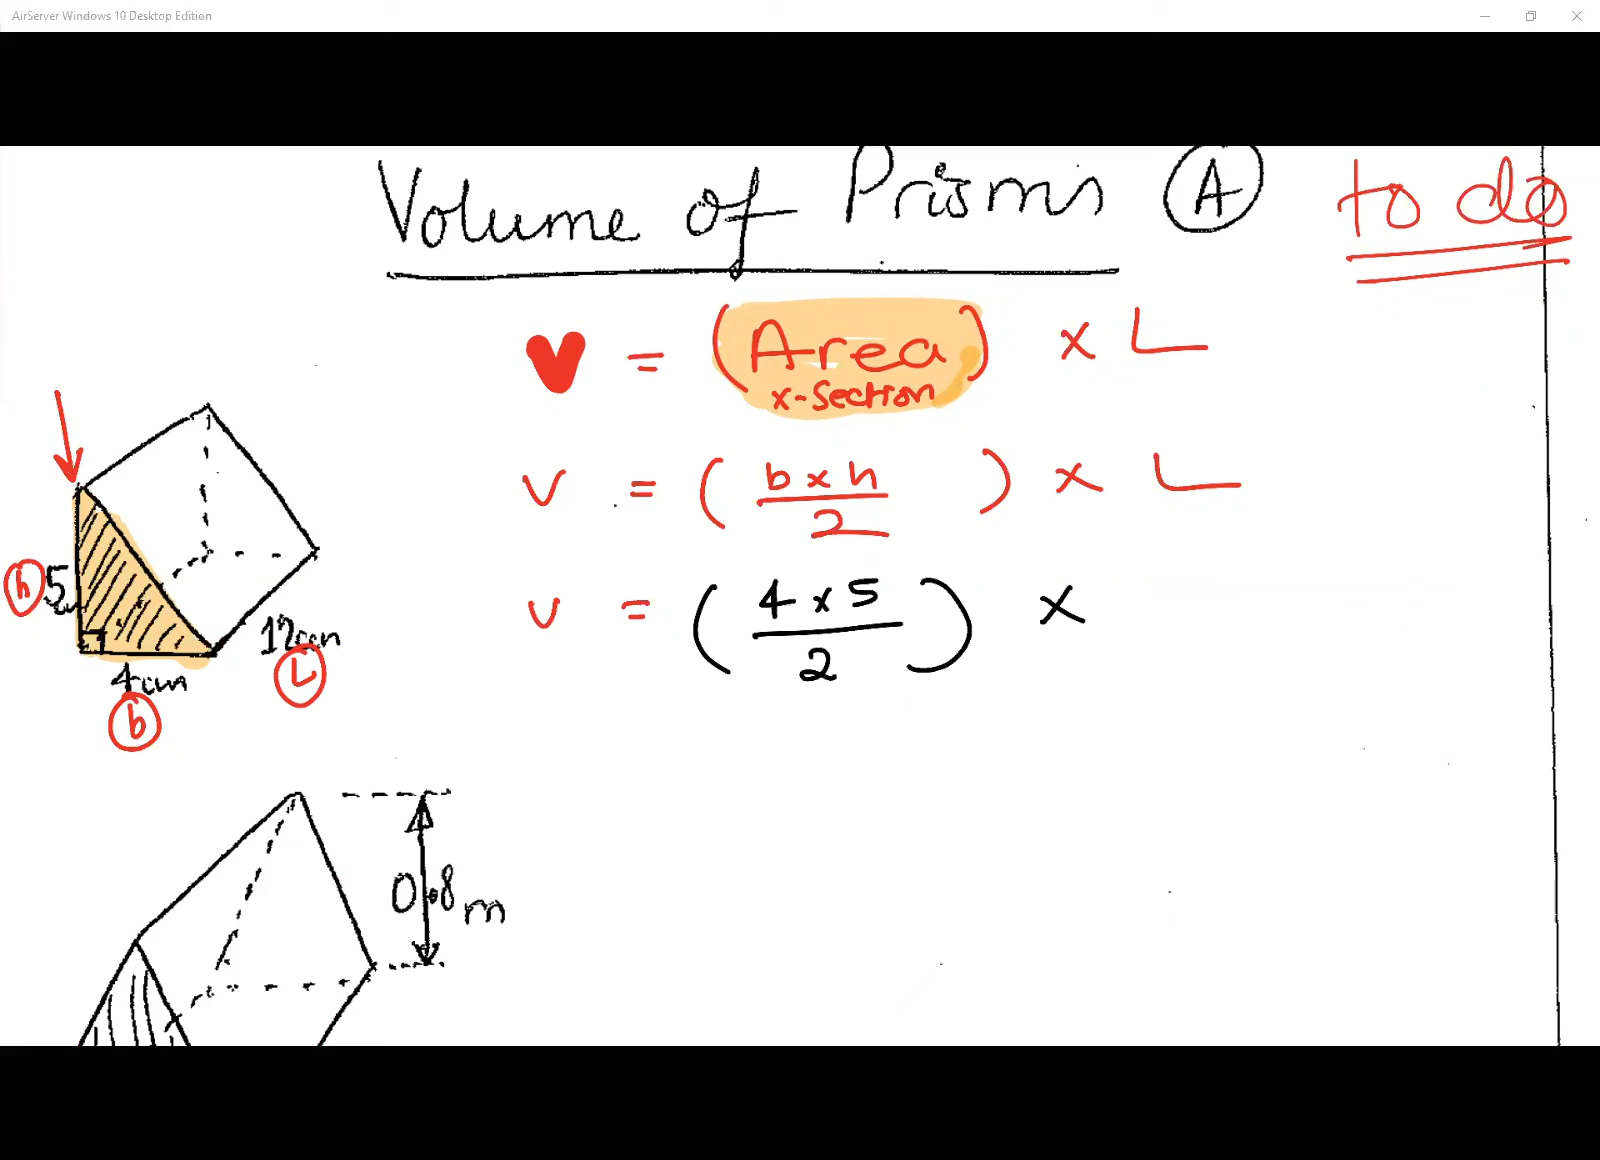 AirServer Windows 10 Desktop Edition
Volume of Prisms A to do
V = (Area x-Section) x L
v = (b x h / 2) x L
v = (4 x 5 / 2) x
h 5
4cm
b
L
0.8m